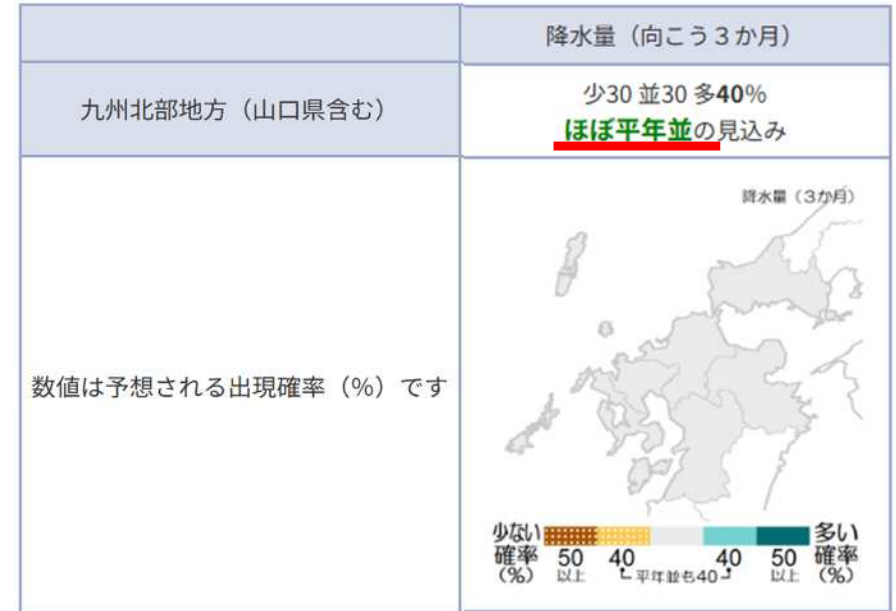 降水量（向こう３か月）
九州北部地方（山口県含む）
少30 並30 多40%
ほぼ平年並の見込み
数値は予想される出現確率（%）です
降水量（3か月）
少ない
確率
（%）
50
以上
40
平年並も40
40
50
以上
多い
確率
（%）